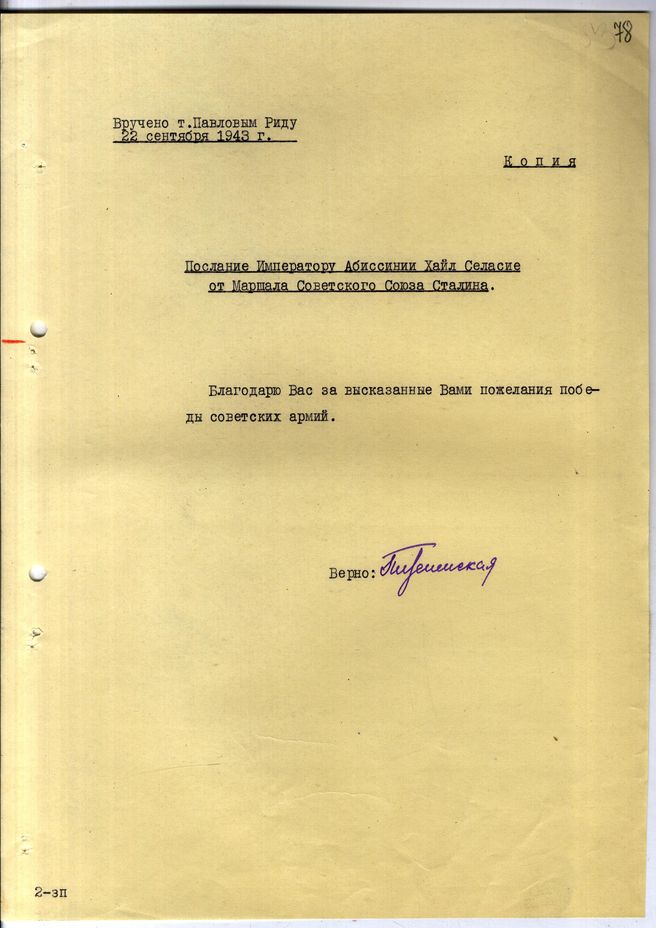 78
Вручено т.Павловым Риду
22 сентября 1943 г.
Копия
Послание Императору Абиссинии Хайл Селасие
от Маршала Советского Союза Сталина.
Благодарю Вас за высказанные Вами пожелания побе-
ды советских армий.
Верно:
2-зп